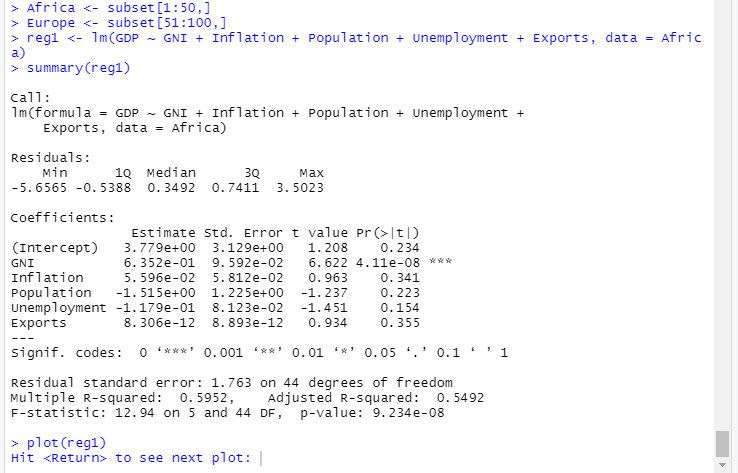 > Africa <- subset[1:50,]
> Europe <- subset[51:100,]
> reg1 <- lm(GDP ~ GNI + Inflation + Population + Unemployment + Exports, data = Afric
a)
> summary(reg1)
Call:
lm(formula = GDP ~ GNI + Inflation + Population + Unemployment +
    Exports, data = Africa)
Residuals:
    Min      1Q  Median      3Q     Max
-5.6565 -0.5388  0.3492  0.7411  3.5023
Coefficients:
               Estimate Std. Error t value Pr(>|t|)
(Intercept)   3.779e+00  3.129e+00   1.208    0.234
GNI           6.352e-01  9.592e-02   6.622 4.11e-08 ***
Inflation     5.596e-02  5.812e-02   0.963    0.341
Population   -1.515e+00  1.225e+00  -1.237    0.223
Unemployment -1.179e-01  8.123e-02  -1.451    0.154
Exports       8.306e-12  8.893e-12   0.934    0.355
---
Signif. codes:  0 ‘***’ 0.001 ‘**’ 0.01 ‘*’ 0.05 ‘.’ 0.1 ‘ ’ 1
Residual standard error: 1.763 on 44 degrees of freedom
Multiple R-squared:  0.5952,    Adjusted R-squared:  0.5492
F-statistic: 12.94 on 5 and 44 DF,  p-value: 9.234e-08
> plot(reg1)
Hit <Return> to see next plot: